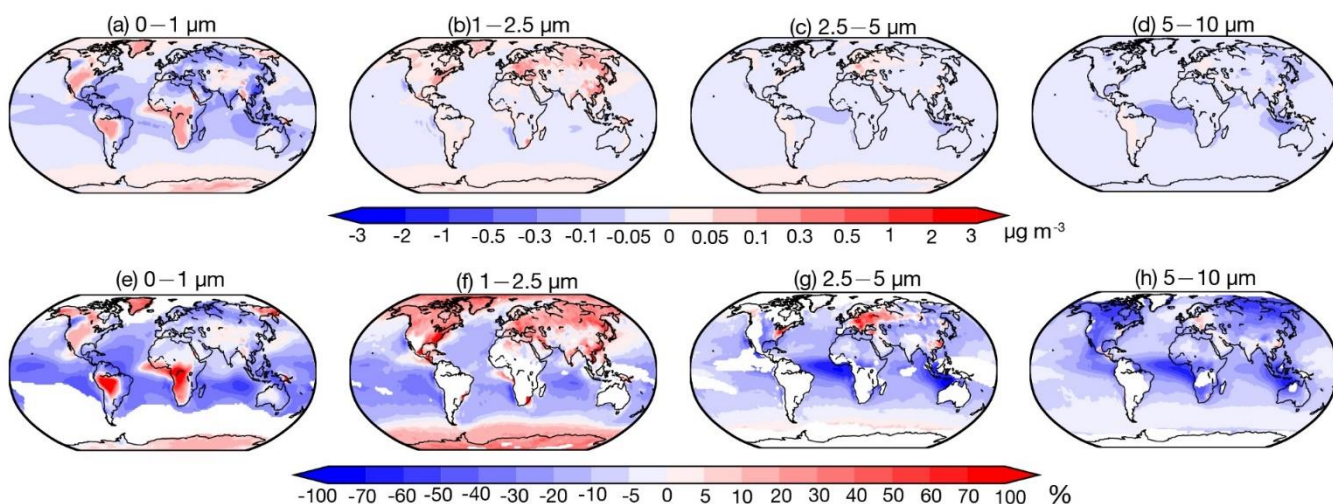 (a) 0—1 µm (b)1—2.5 µm (c) 2.5—5 µm (d) 5—10 µm
-3 -2 -1 -0.5 -0.3 -0.1 -0.05 0 0.05 0.1 0.3 0.5 1 2 3 µg m⁻³
(e) 0—1 µm (f) 1—2.5 µm (g) 2.5—5 µm (h) 5—10 µm
-100 -70 -60 -50 -30 -20 -10 -5 0 5 10 20 30 50 60 70 100 %